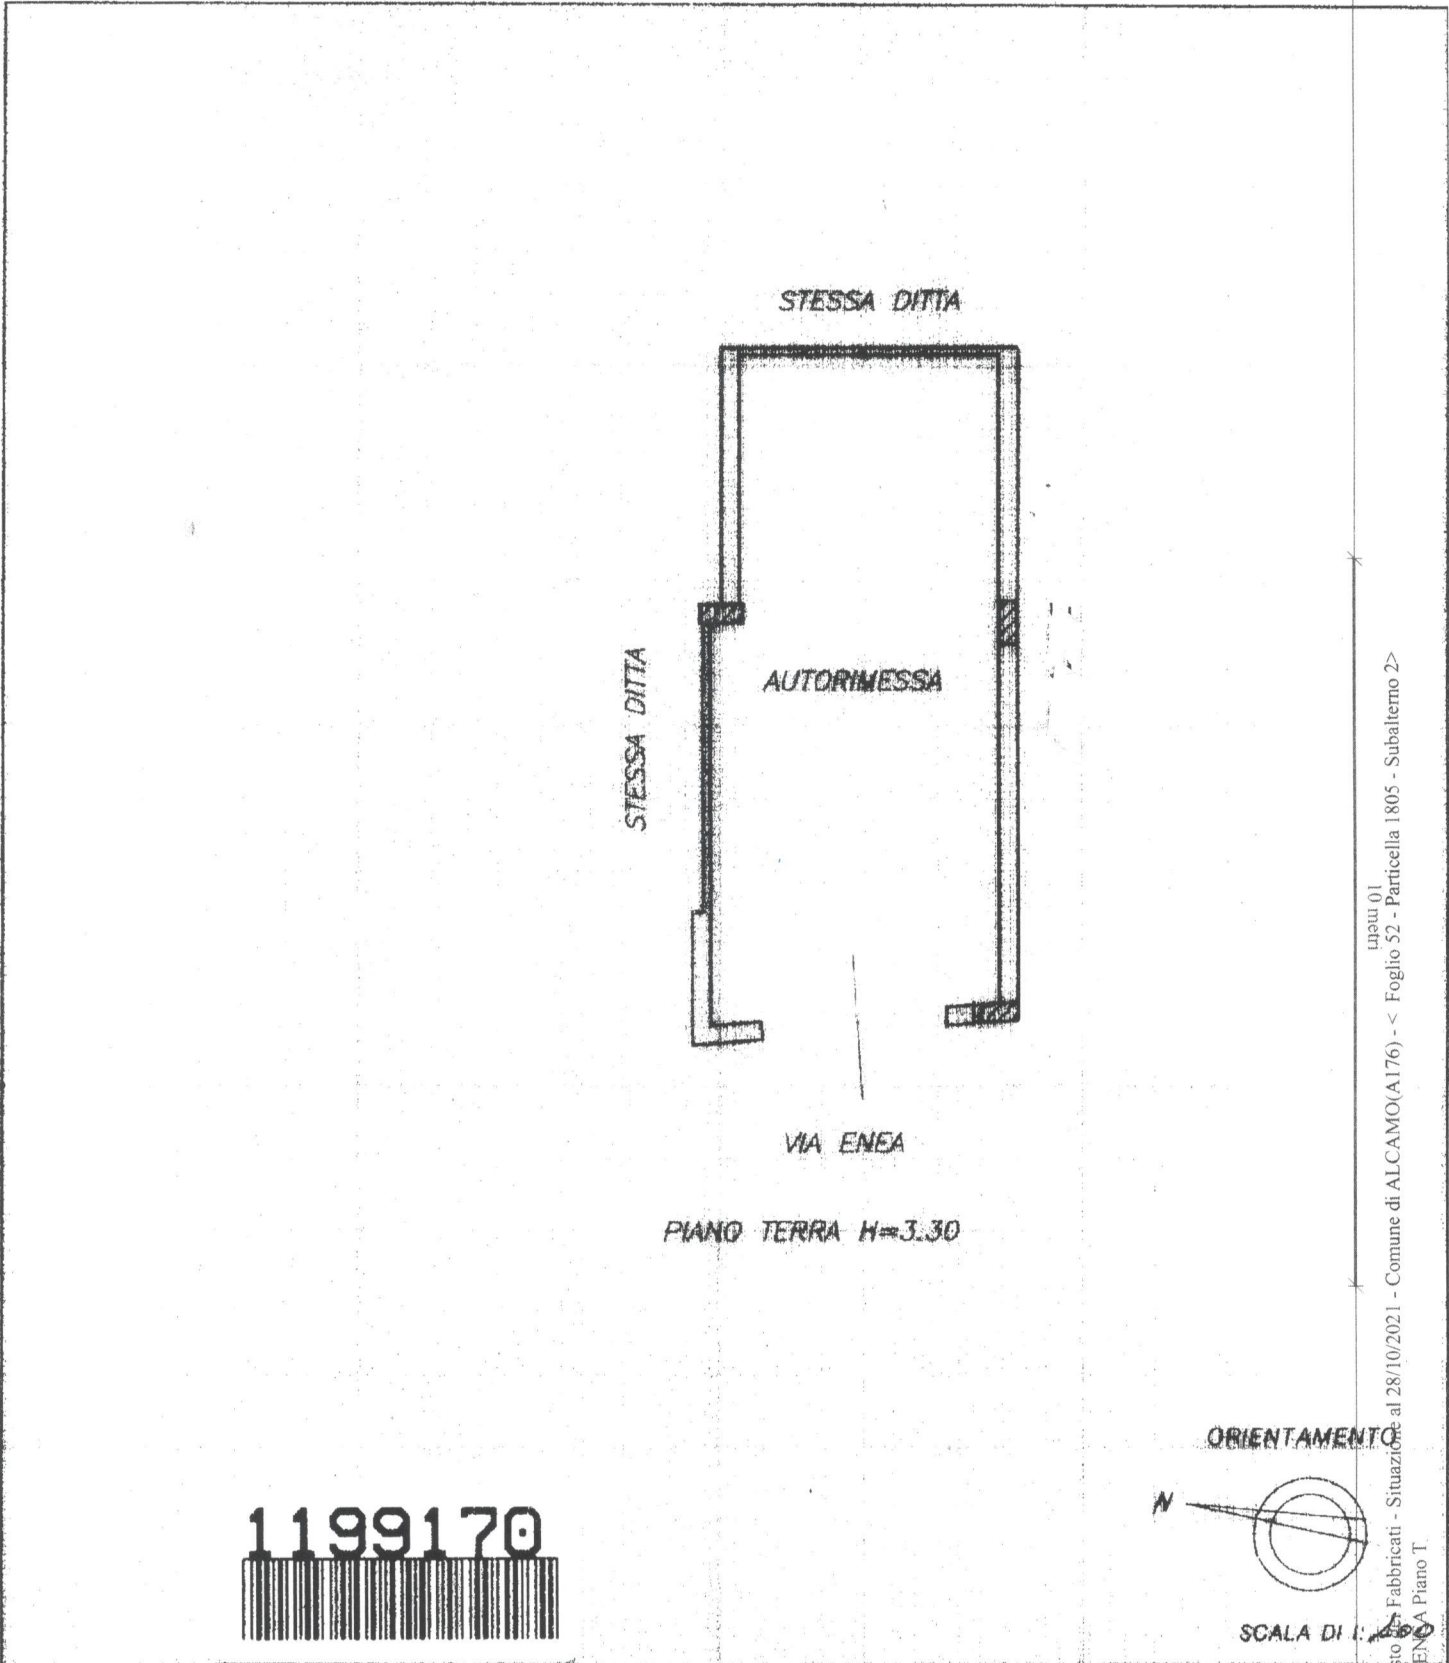 STESSA DITTA
STESSA DITTA
AUTORIMESSA
VIA ENEA
PIANO TERRA H=3.30
10 metri
Fabbricati - Situazione al 28/10/2021 - Comune di ALCAMO(A176) - < Foglio 52 - Particella 1805 - Subalterno 2>
Piano T
ORIENTAMENTO
N
SCALA DI 1:
1199170